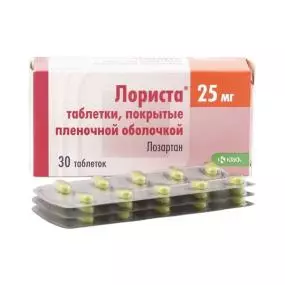 Лориста® 25 мг
таблетки, покрытые
пленочной оболочкой
Лозартан
30 таблеток
KRKA